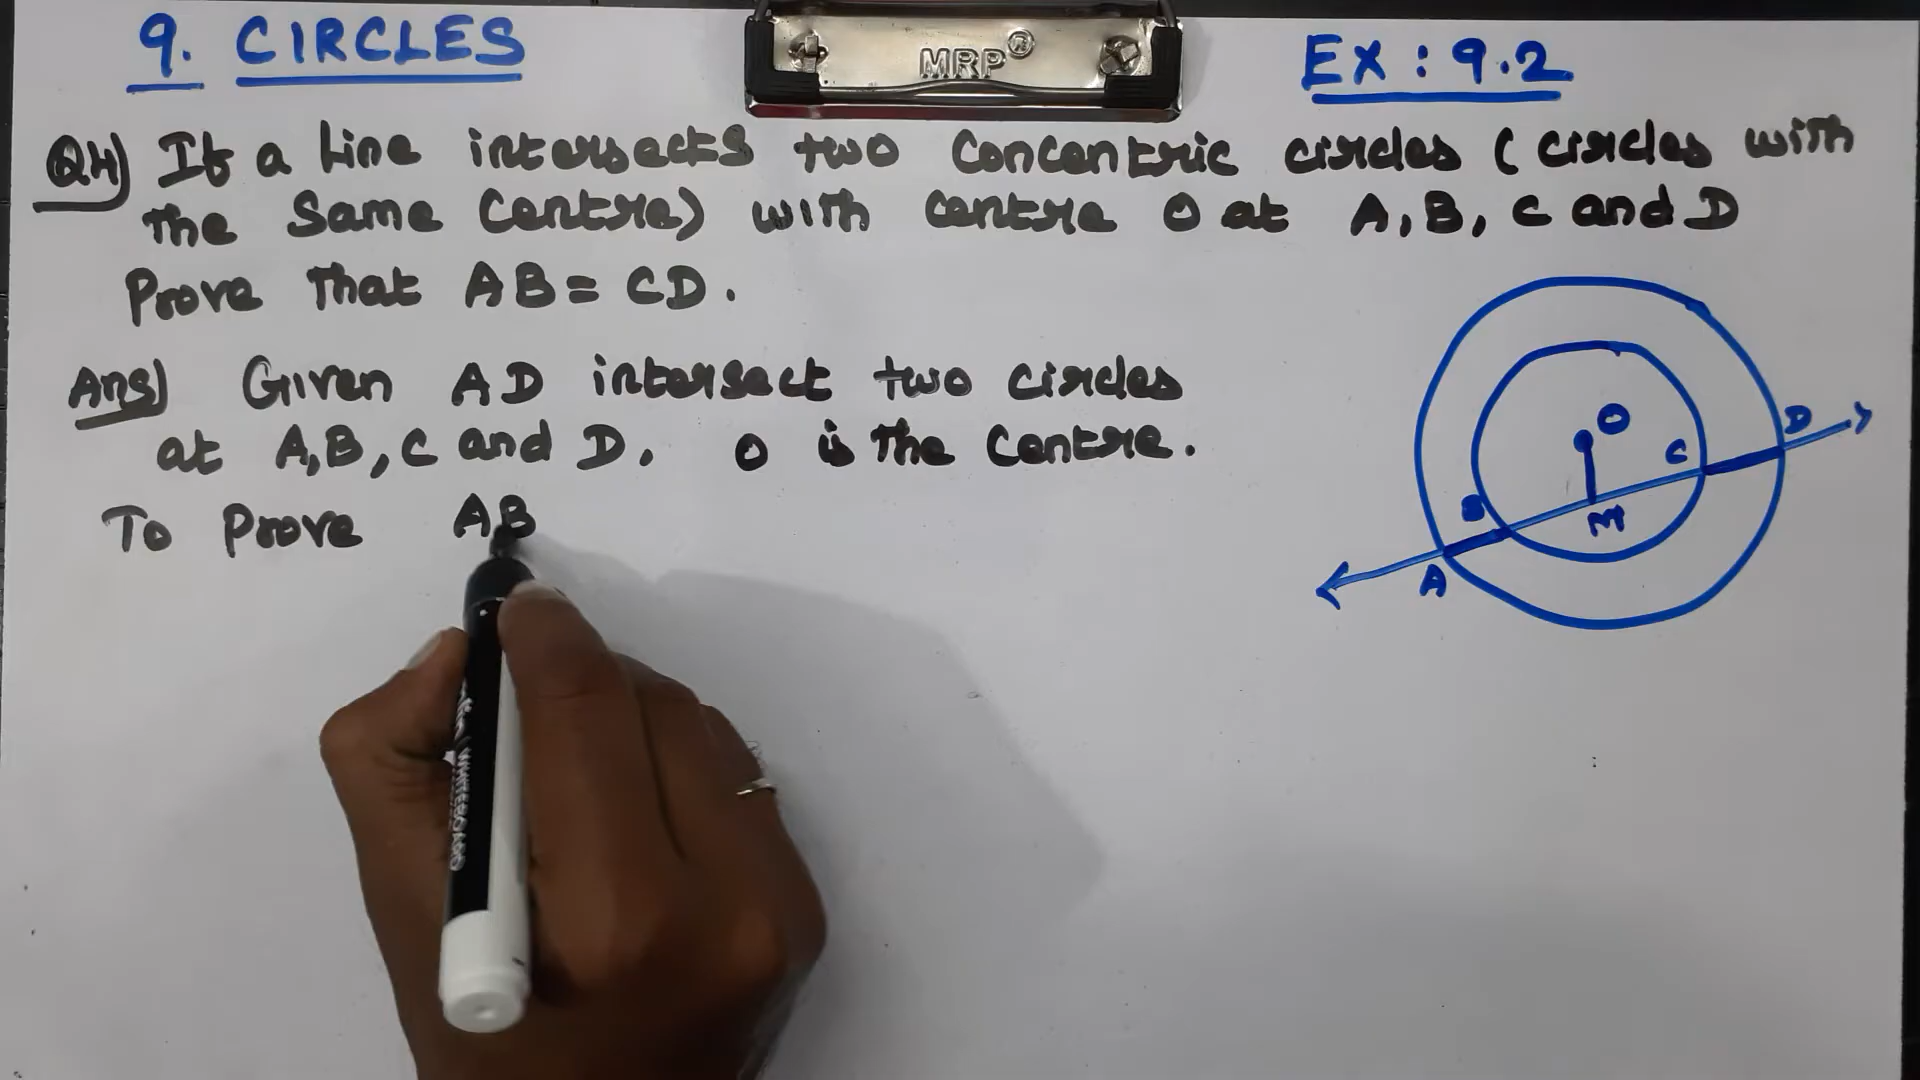 9. CIRCLES
MRP®
EX : 9.2
Q4) If a line intersects two concentric circles (circles with
the same centre) with centre O at A, B, C and D
Prove that AB = CD.
Ans) Given AD intersect two circles
at A, B, C and D. O is the centre.
To Prove AB
O
D
C
B
M
A
WHITEBOARD